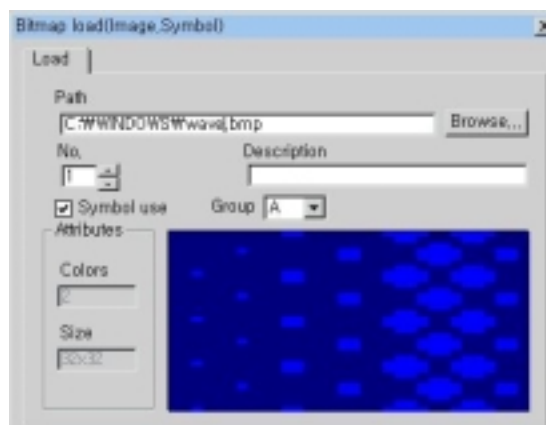 Bitmap load(Image,Symbol)
Load
Path
C:₩WINDOWS₩wave.bmp Browse...
No. Description
1
Symbol use Group A
Attributes
Colors
2
Size
32x32